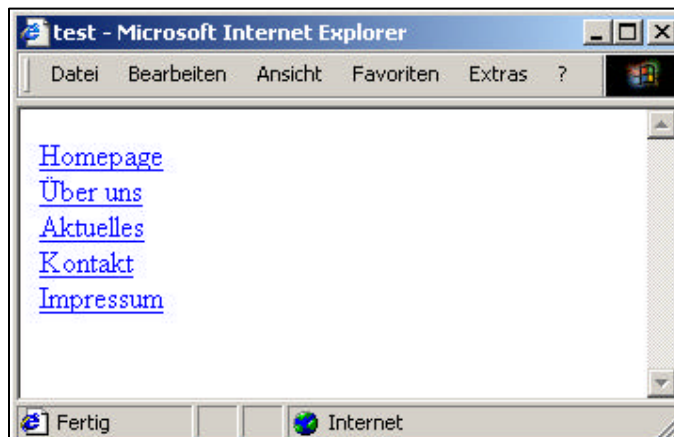 test - Microsoft Internet Explorer
Datei Bearbeiten Ansicht Favoriten Extras ?
Homepage
Über uns
Aktuelles
Kontakt
Impressum
Fertig Internet